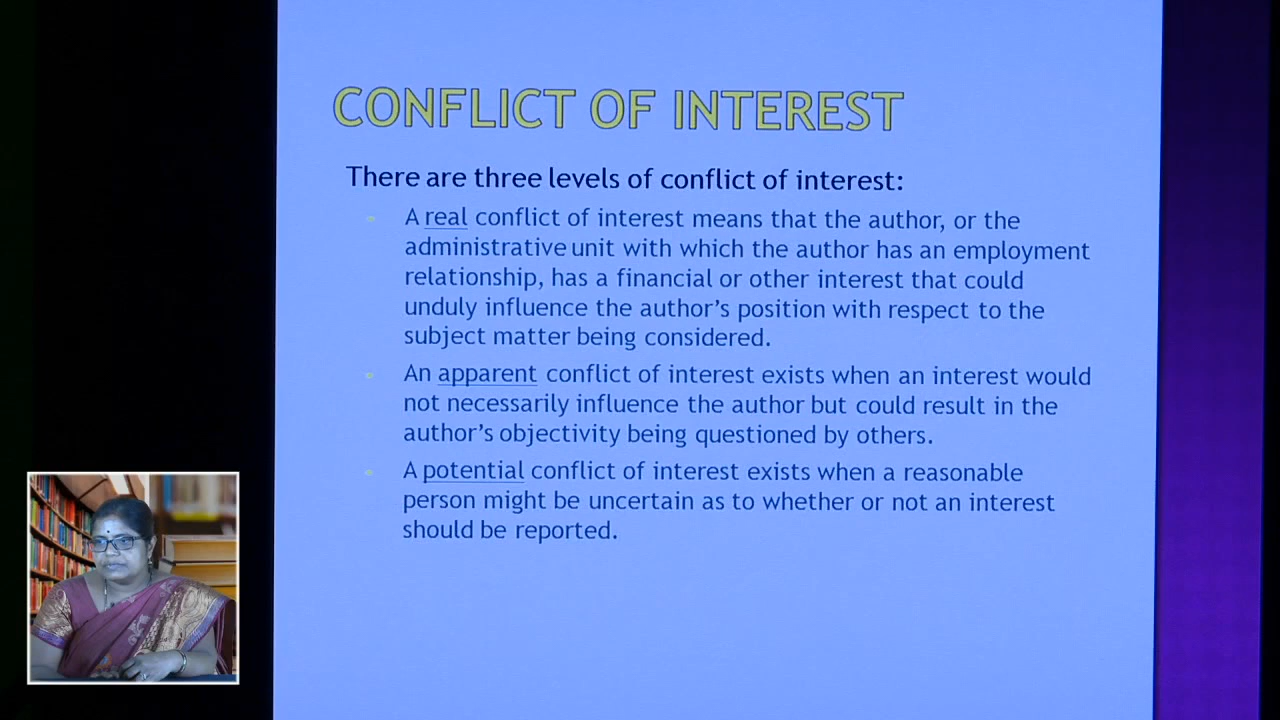 CONFLICT OF INTEREST
There are three levels of conflict of interest:
A real conflict of interest means that the author, or the
administrative unit with which the author has an employment
relationship, has a financial or other interest that could
unduly influence the author's position with respect to the
subject matter being considered.
An apparent conflict of interest exists when an interest would
not necessarily influence the author but could result in the
author's objectivity being questioned by others.
A potential conflict of interest exists when a reasonable
person might be uncertain as to whether or not an interest
should be reported.